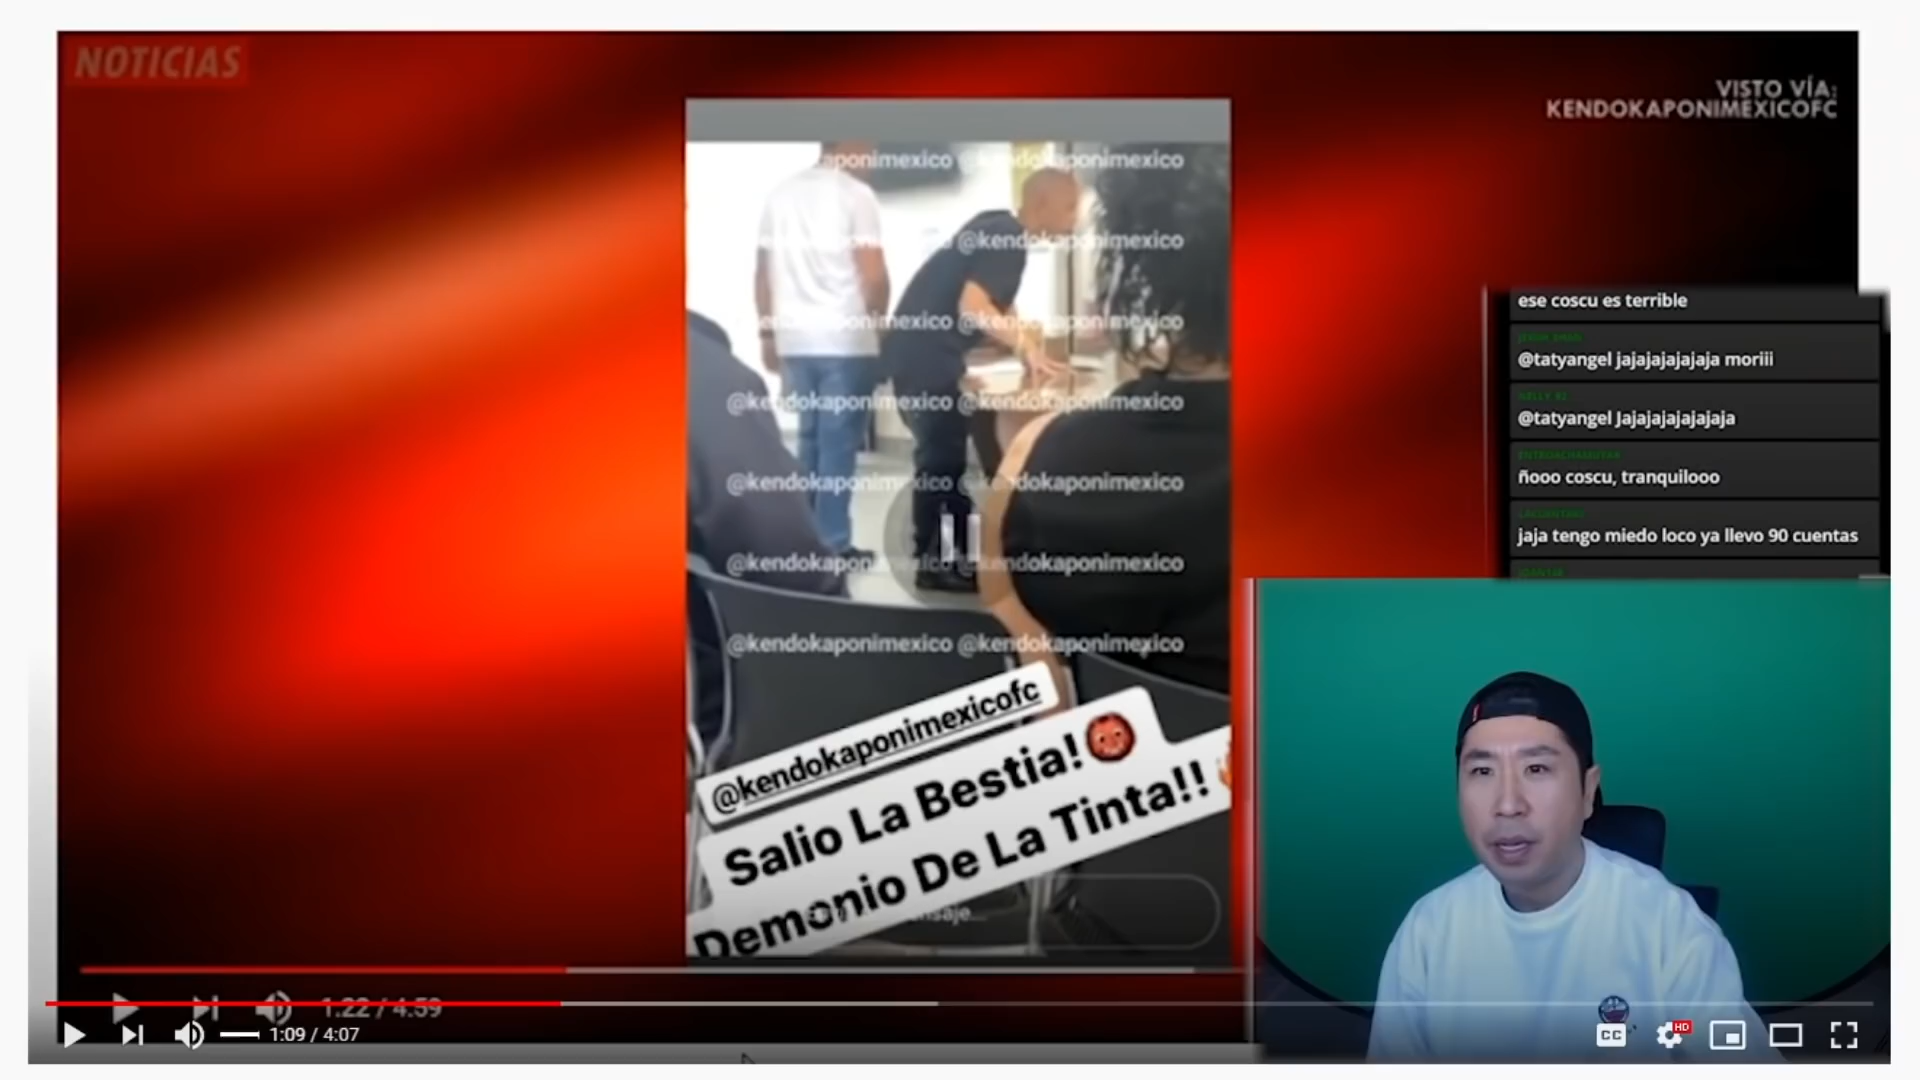 NOTICIAS
VISTO VÍA:
KENDOKAPONIMEXICOFC
aponimexico @kendokaponimexico
@kendokaponimexico
nimexico @kendokaponimexico
@kendokaponimexico @kendokaponimexico
@kendokaponimexico @kendokaponimexico
@kendokaponimexico @kendokaponimexico
@kendokaponimexico @kendokaponimexico
@kendokaponimexicofc
Salio La Bestia!
Demonio De La Tinta!!
ese coscu es terrible
@tatyangel jajajajajajaja moriii
@tatyangel Jajajajajajajaja
ñooo coscu, tranquilooo
jaja tengo miedo loco ya llevo 90 cuentas
1:22 / 4:59
1:09 / 4:07
CC
HD